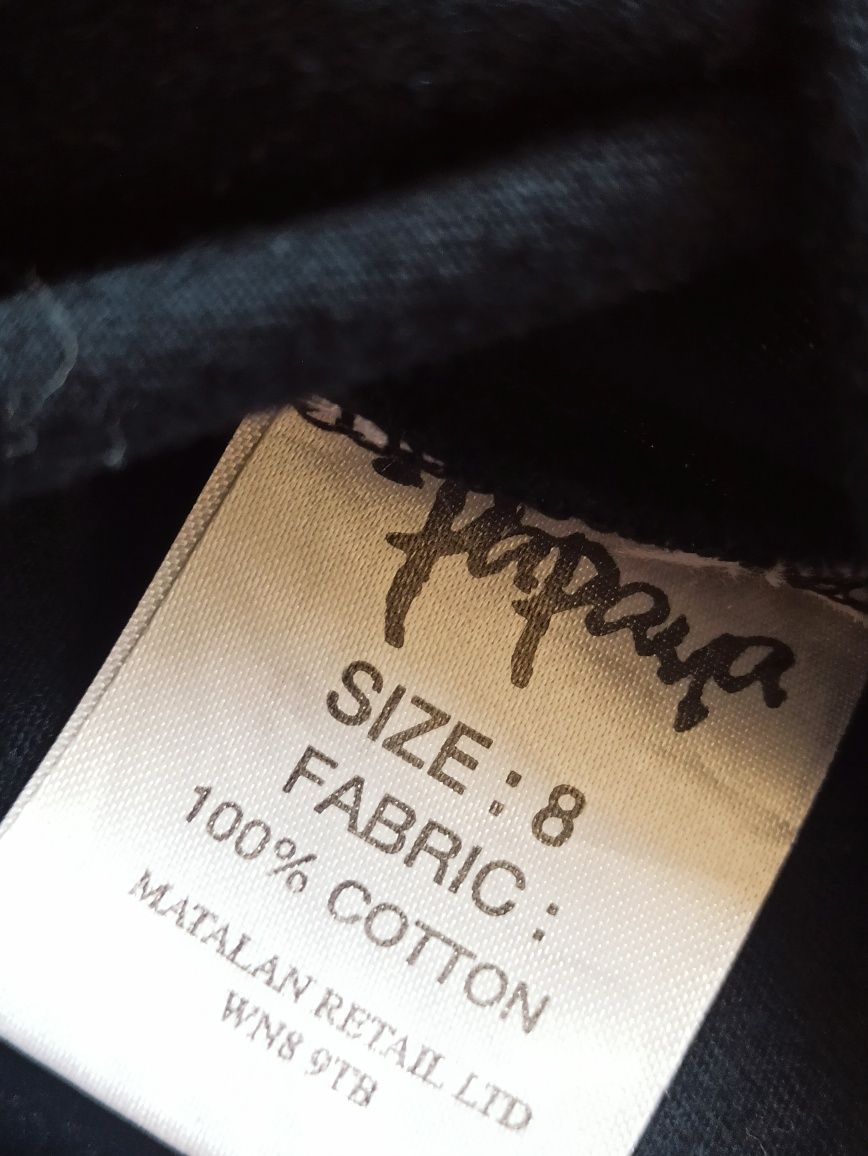 Papaya
SIZE : 8
FABRIC :
100% COTTON
MATALAN RETAIL LTD
WN8 9TB